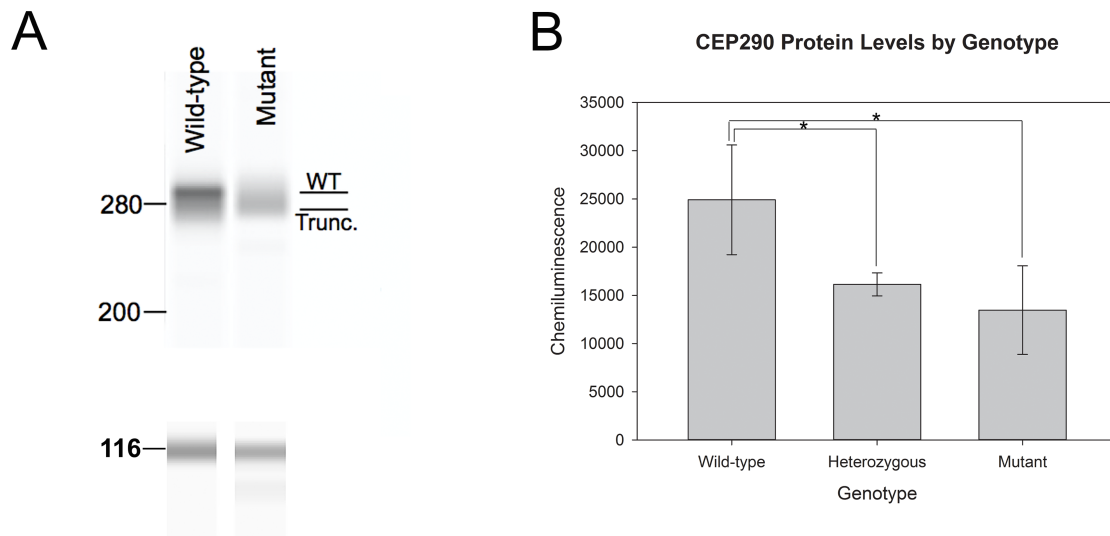 A
Wild-type
Mutant
WT
280
Trunc.
200
116
B
CEP290 Protein Levels by Genotype
35000
30000
25000
20000
15000
10000
5000
0
Chemiluminescence
*
*
Wild-type
Heterozygous
Mutant
Genotype